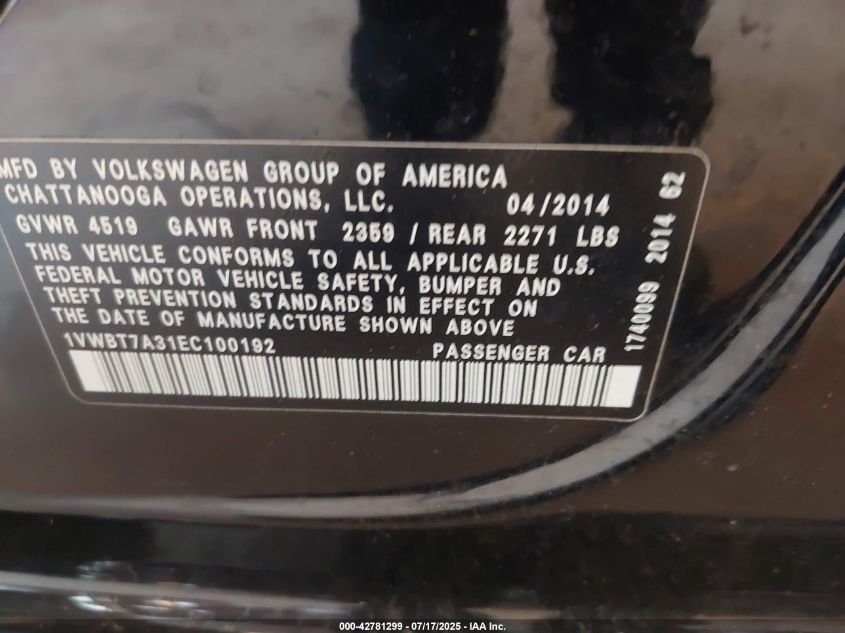 MFD BY VOLKSWAGEN GROUP OF AMERICA
CHATTANOOGA OPERATIONS, LLC. 04/2014
GVWR 4519 GAWR FRONT 2359 / REAR 2271 LBS
THIS VEHICLE CONFORMS TO ALL APPLICABLE U.S.
FEDERAL MOTOR VEHICLE SAFETY, BUMPER AND
THEFT PREVENTION STANDARDS IN EFFECT ON
THE DATE OF MANUFACTURE SHOWN ABOVE
1VWBT7A31EC100192 PASSENGER CAR
1740099 2014 G2
000-42781299 / 07/17/2025 - IAA Inc.